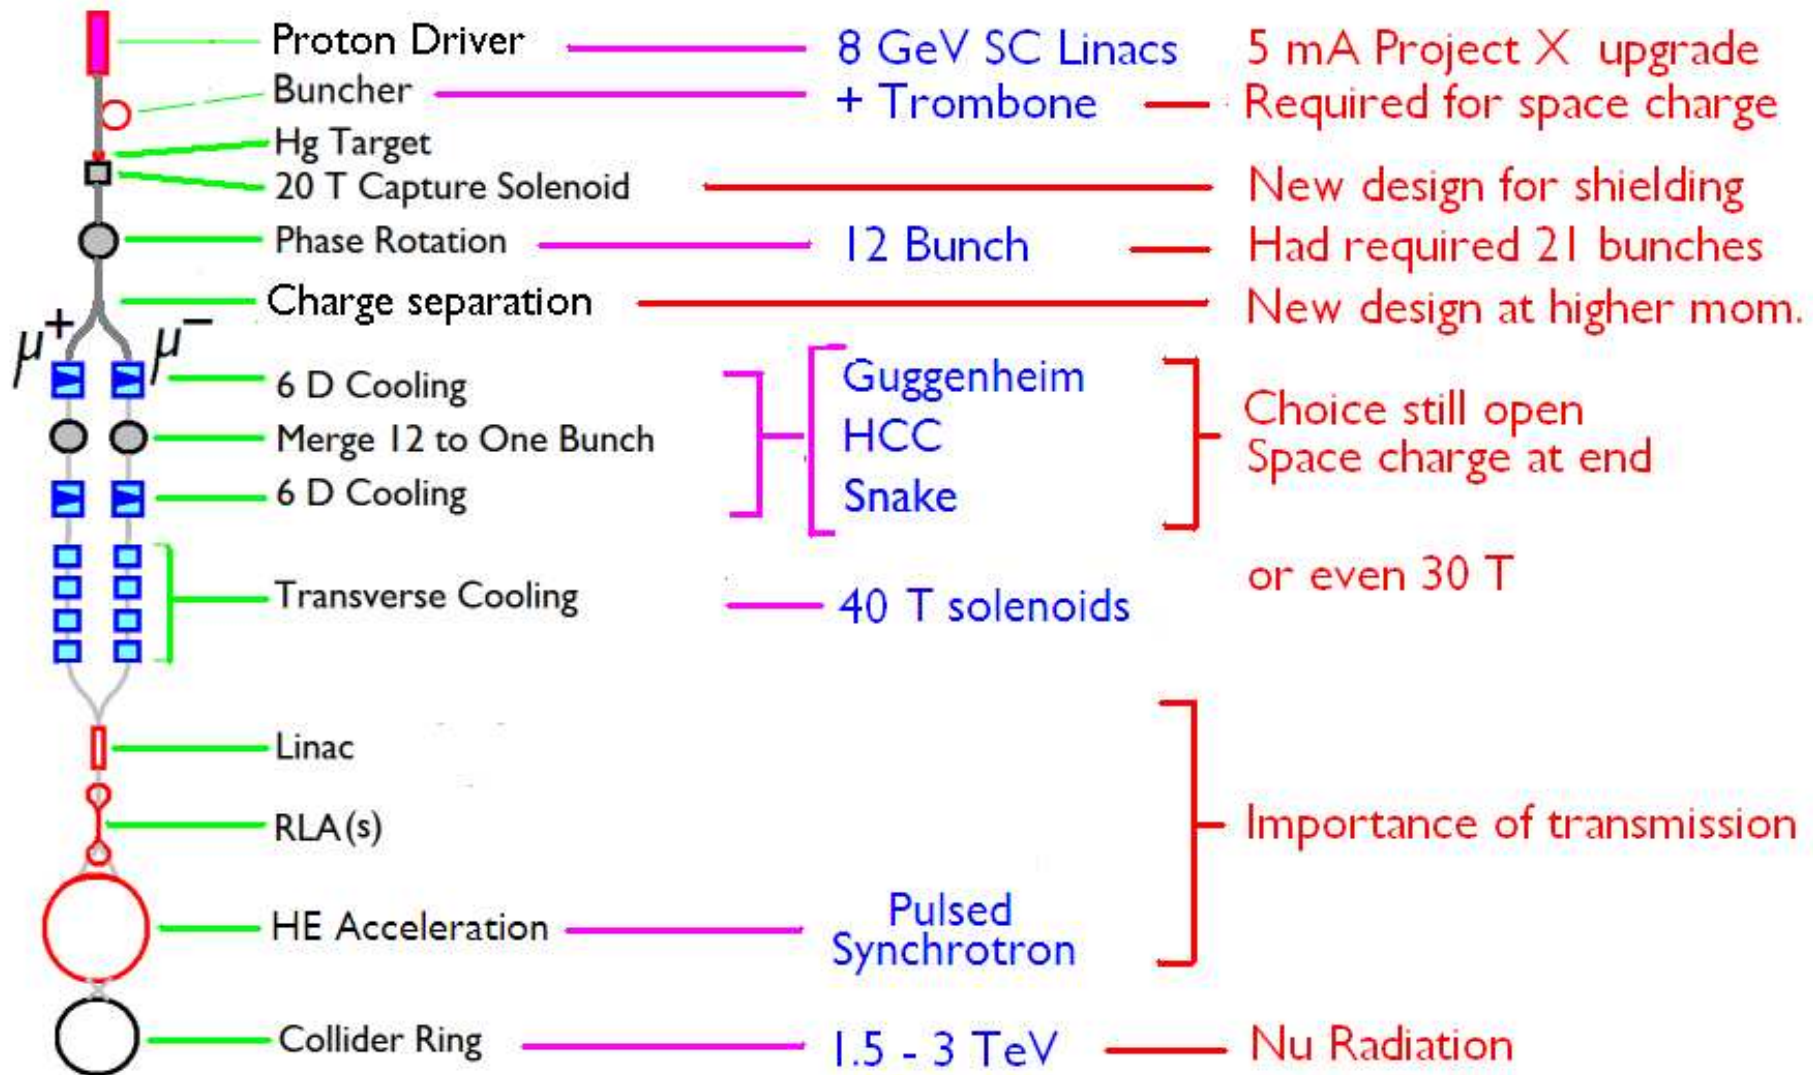 Proton Driver 8 GeV SC Linacs 5 mA Project X upgrade
Buncher + Trombone Required for space charge
Hg Target
20 T Capture Solenoid New design for shielding
Phase Rotation 12 Bunch Had required 21 bunches
Charge separation New design at higher mom.
μ+ μ−
6 D Cooling Guggenheim
Merge 12 to One Bunch HCC Choice still open
Space charge at end
6 D Cooling Snake
or even 30 T
Transverse Cooling 40 T solenoids
Linac
RLA(s) Importance of transmission
HE Acceleration Pulsed
Synchrotron
Collider Ring 1.5 - 3 TeV Nu Radiation